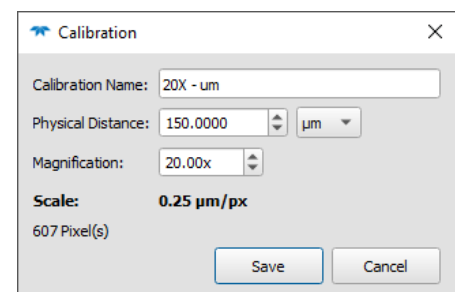 Calibration
Calibration Name: 20X - um
Physical Distance: 150.0000 µm
Magnification: 20.00x
Scale: 0.25 µm/px
607 Pixel(s)
Save Cancel